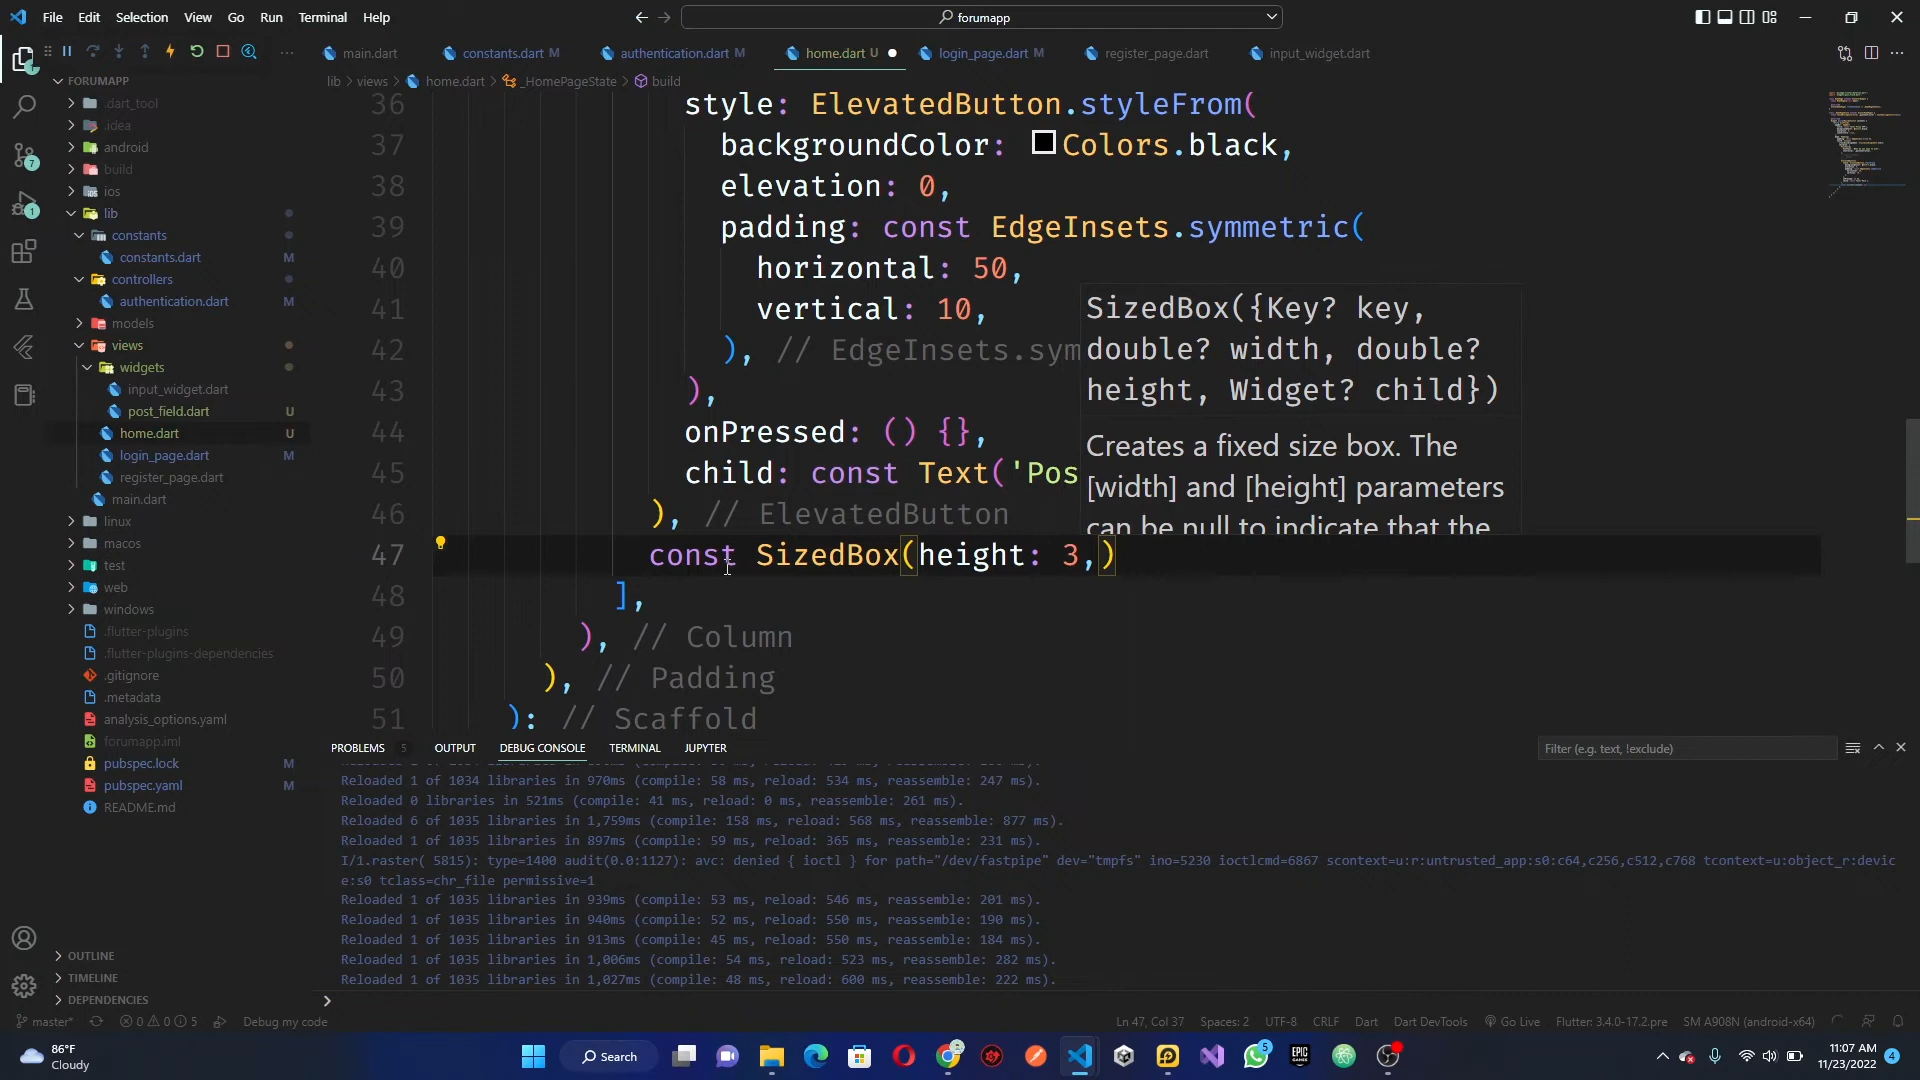 File Edit Selection View Go Run Terminal Help
forumapp
main.dart
constants.dart M
authentication.dart M
home.dart U
login_page.dart M
register_page.dart
input_widget.dart
lib > views > home.dart > _HomePageState > build
FORUMAPP
.dart_tool
.idea
android
build
ios
lib
constants
constants.dart M
controllers
authentication.dart M
models
views
widgets
input_widget.dart
post_field.dart U
home.dart U
login_page.dart M
register_page.dart
main.dart
linux
macos
test
web
windows
.flutter-plugins
.flutter-plugins-dependencies
.gitignore
.metadata
analysis_options.yaml
forumapp.iml
pubspec.lock M
pubspec.yaml M
README.md
OUTLINE
TIMELINE
DEPENDENCIES
7
1
36 style: ElevatedButton.styleFrom(
37 backgroundColor: Colors.black,
38 elevation: 0,
39 padding: const EdgeInsets.symmetric(
40 horizontal: 50,
41 vertical: 10,
42 ), // EdgeInsets.sym
43 ),
44 onPressed: () {},
45 child: const Text('Pos
46 ), // ElevatedButton
47 const SizedBox(height: 3,)
48 ],
49 ), // Column
50 ), // Padding
51 ); // Scaffold
SizedBox({Key? key,
double? width, double?
height, Widget? child})
Creates a fixed size box. The
[width] and [height] parameters
can be null to indicate that the
PROBLEMS 5 OUTPUT DEBUG CONSOLE TERMINAL JUPYTER
Filter (e.g. text, !exclude)
Reloaded 1 of 1034 libraries in 970ms (compile: 58 ms, reload: 534 ms, reassemble: 247 ms).
Reloaded 0 libraries in 521ms (compile: 41 ms, reload: 0 ms, reassemble: 261 ms).
Reloaded 6 of 1035 libraries in 1,759ms (compile: 158 ms, reload: 568 ms, reassemble: 877 ms).
Reloaded 1 of 1035 libraries in 897ms (compile: 59 ms, reload: 365 ms, reassemble: 231 ms).
I/1.raster( 5815): type=1400 audit(0.0:1127): avc: denied { ioctl } for path="/dev/fastpipe" dev="tmpfs" ino=5230 ioctlcmd=6867 scontext=u:r:untrusted_app:s0:c64,c256,c512,c768 tcontext=u:object_r:devic
e:s0 tclass=chr_file permissive=1
Reloaded 1 of 1035 libraries in 939ms (compile: 53 ms, reload: 546 ms, reassemble: 201 ms).
Reloaded 1 of 1035 libraries in 940ms (compile: 52 ms, reload: 550 ms, reassemble: 190 ms).
Reloaded 1 of 1035 libraries in 913ms (compile: 45 ms, reload: 550 ms, reassemble: 184 ms).
Reloaded 1 of 1035 libraries in 1,006ms (compile: 54 ms, reload: 523 ms, reassemble: 282 ms).
Reloaded 1 of 1035 libraries in 1,027ms (compile: 48 ms, reload: 600 ms, reassemble: 222 ms).
master* 0 0 5 Debug my code
Ln 47, Col 37 Spaces: 2 UTF-8 CRLF Dart Dart DevTools Go Live Flutter: 3.4.0-17.2.pre SM A908N (android-x64)
86°F
Cloudy
Search
5
EPIC
GAMES
11:07 AM
11/23/2022
4